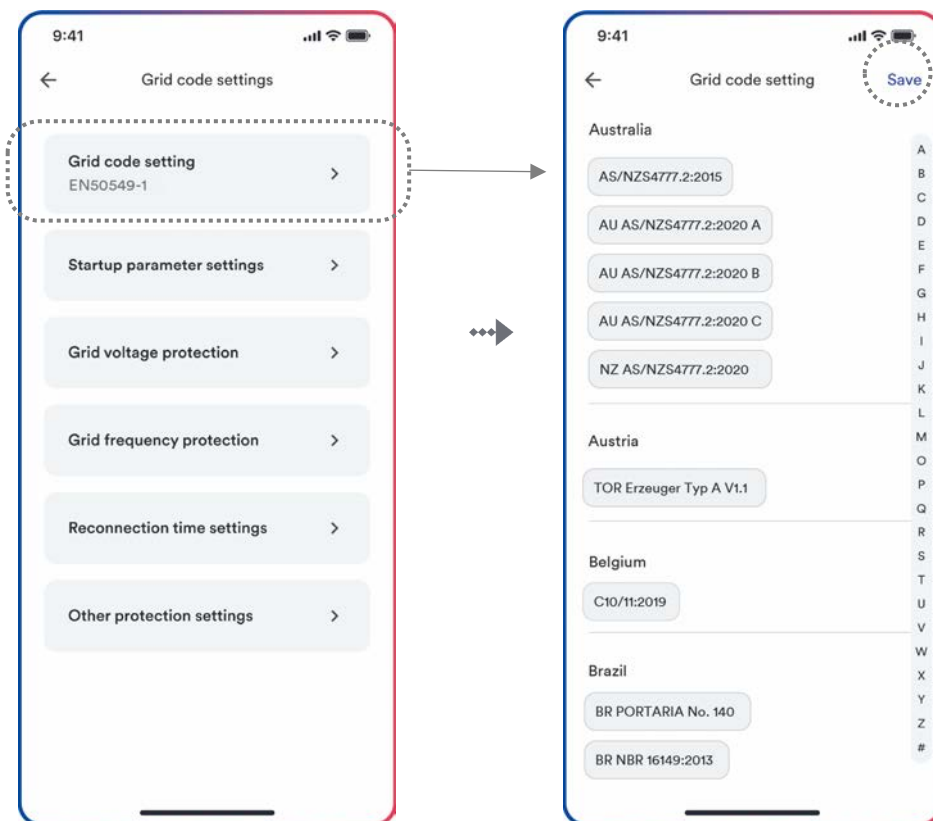 9:41
Grid code settings
Grid code setting
EN50549-1
Startup parameter settings
Grid voltage protection
Grid frequency protection
Reconnection time settings
Other protection settings
9:41
Grid code setting
Save
Australia
AS/NZS4777.2:2015
AU AS/NZS4777.2:2020 A
AU AS/NZS4777.2:2020 B
AU AS/NZS4777.2:2020 C
NZ AS/NZS4777.2:2020
Austria
TOR Erzeuger Typ A V1.1
Belgium
C10/11:2019
Brazil
BR PORTARIA No. 140
BR NBR 16149:2013
A
B
C
D
E
F
G
H
I
J
K
L
M
O
P
Q
R
S
T
U
V
W
X
Y
Z
#